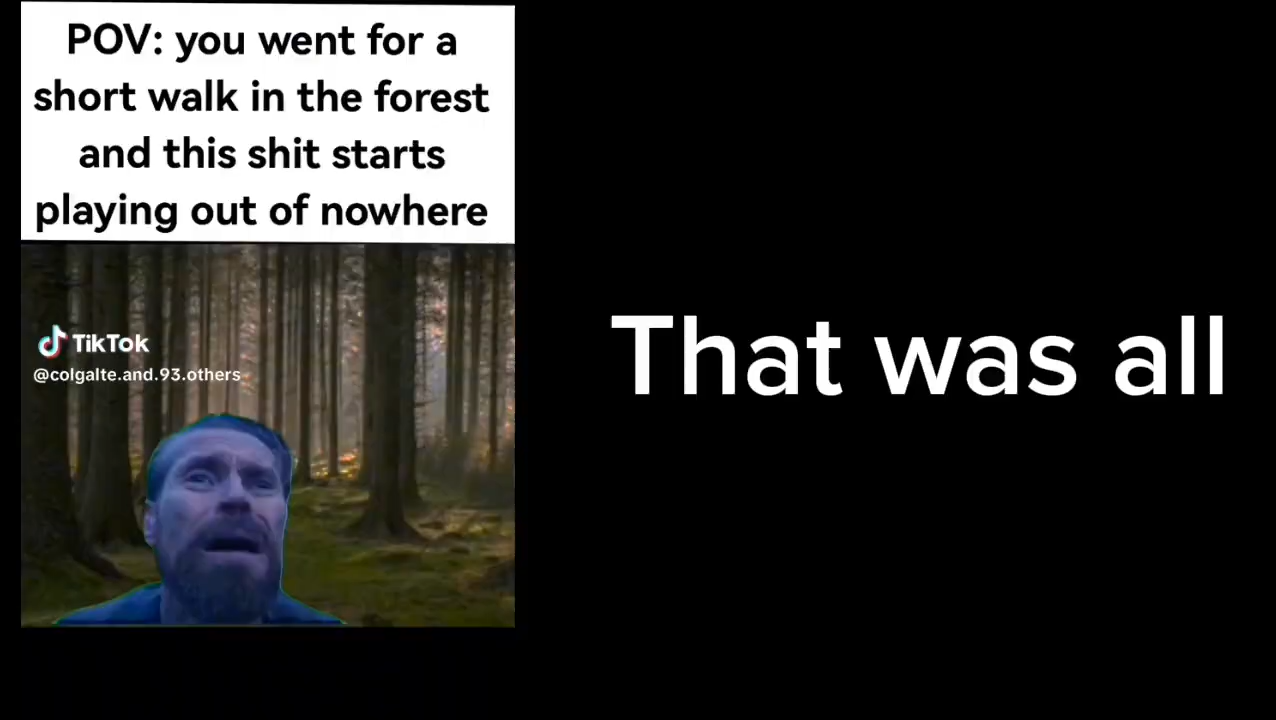 POV: you went for a
short walk in the forest
and this shit starts
playing out of nowhere
TikTok
@colgalte.and.93.others
That was all